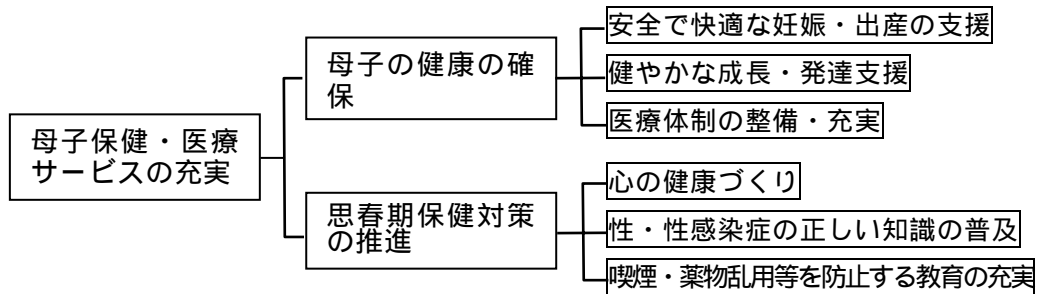 母子保健・医療
サービスの充実
母子の健康の確
保
安全で快適な妊娠・出産の支援
健やかな成長・発達支援
医療体制の整備・充実
思春期保健対策
の推進
心の健康づくり
性・性感染症の正しい知識の普及
喫煙・薬物乱用等を防止する教育の充実